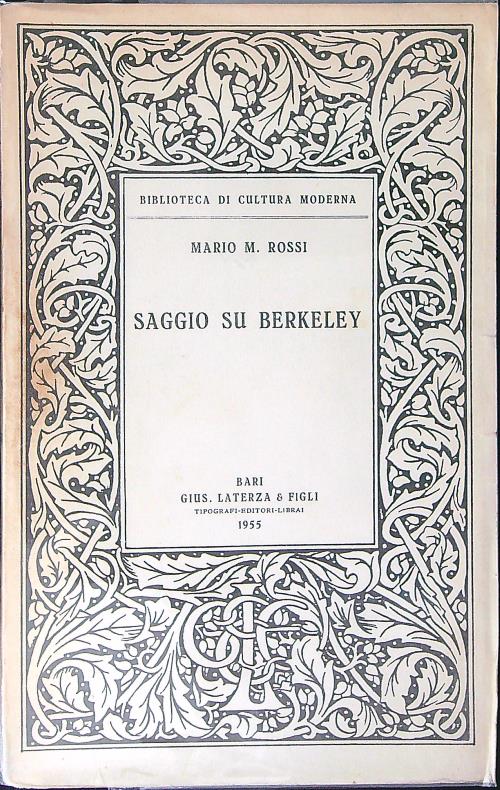 BIBLIOTECA DI CULTURA MODERNA
MARIO M. ROSSI
SAGGIO SU BERKELEY
BARI
GIUS. LATERZA & FIGLI
TIPOGRAFI-EDITORI-LIBRAI
1955